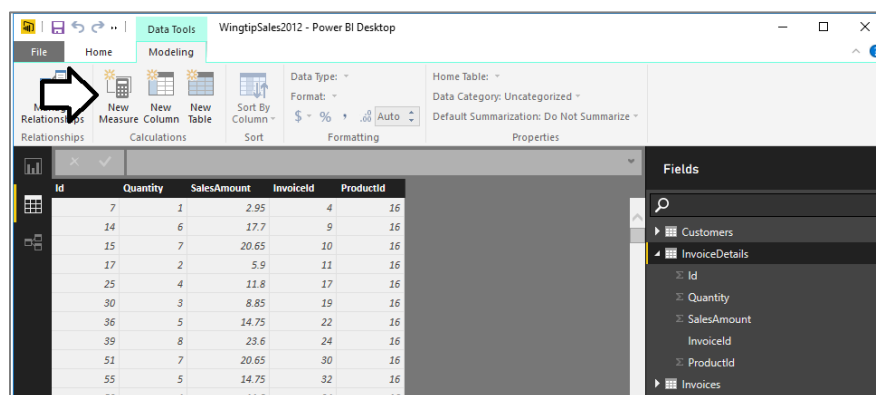 Data Tools WingtipSales2012 - Power BI Desktop
File Home Modeling
Relationships
New Measure
New Column
New Table
Sort By Column
Data Type:
Format:
$ % , .00 Auto
Home Table:
Data Category: Uncategorized
Default Summarization: Do Not Summarize
Relationships Calculations Sort Formatting Properties
Id Quantity SalesAmount InvoiceId ProductId
7 1 2.95 4 16
14 6 17.7 9 16
15 7 20.65 10 16
17 2 5.9 11 16
25 4 11.8 17 16
30 3 8.85 19 16
36 5 14.75 22 16
39 8 23.6 24 16
51 7 20.65 30 16
55 5 14.75 32 16
Fields
Customers
InvoiceDetails
Σ Id
Σ Quantity
Σ SalesAmount
InvoiceId
Σ ProductId
Invoices